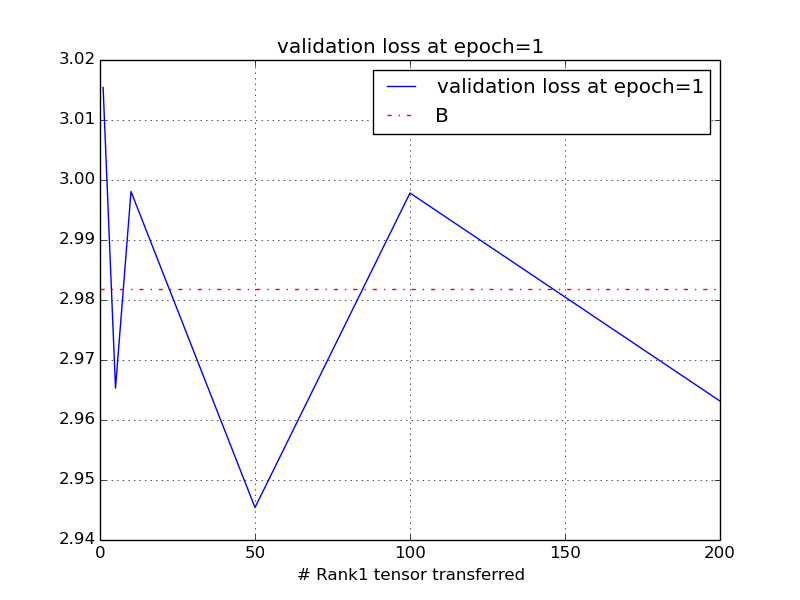 validation loss at epoch=1
3.02
3.01
3.00
2.99
2.98
2.97
2.96
2.95
2.94
validation loss at epoch=1
B
0 50 100 150 200
# Rank1 tensor transferred